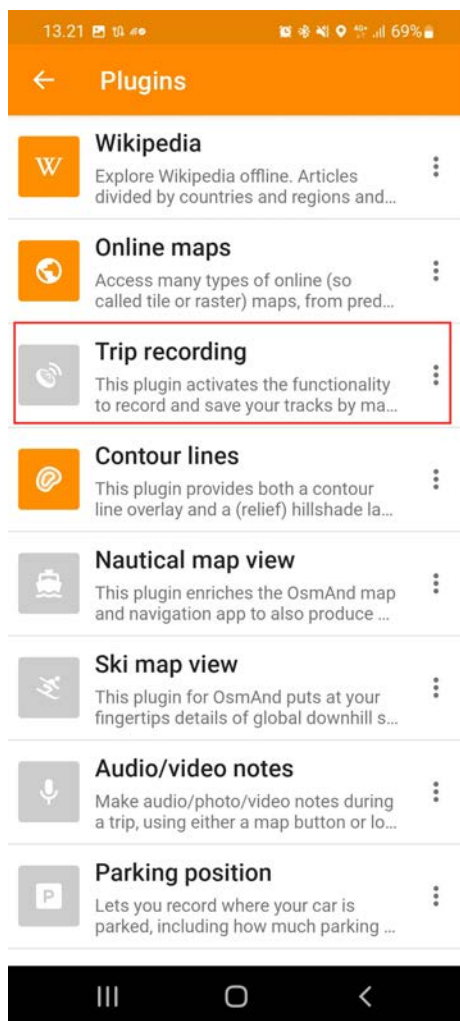 13.21 69%
Plugins
Wikipedia
W
Explore Wikipedia offline. Articles
divided by countries and regions and...
Online maps
Access many types of online (so
called tile or raster) maps, from pred...
Trip recording
This plugin activates the functionality
to record and save your tracks by ma...
Contour lines
This plugin provides both a contour
line overlay and a (relief) hillshade la...
Nautical map view
This plugin enriches the OsmAnd map
and navigation app to also produce ...
Ski map view
This plugin for OsmAnd puts at your
fingertips details of global downhill s...
Audio/video notes
Make audio/photo/video notes during
a trip, using either a map button or lo...
Parking position
P
Lets you record where your car is
parked, including how much parking ...